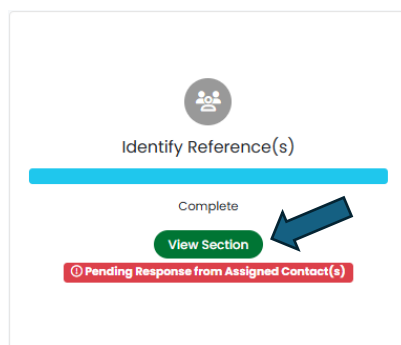 Identify Reference(s)
Complete
View Section
Pending Response from Assigned Contact(s)